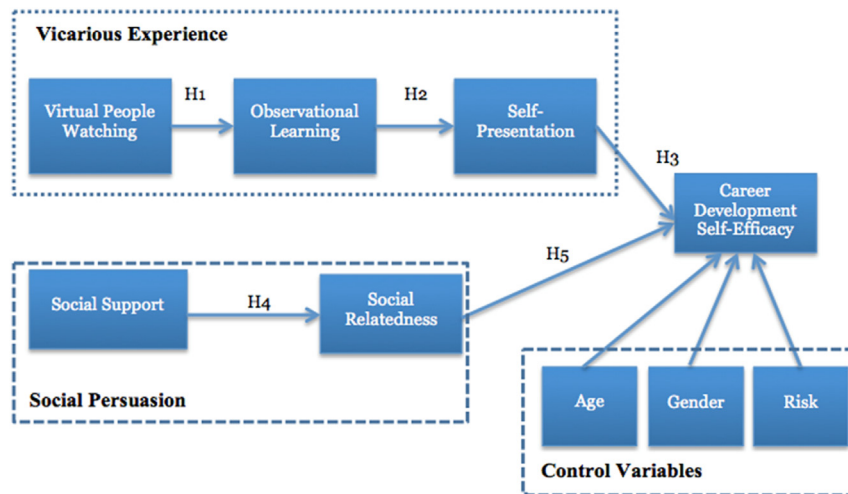 Vicarious Experience
Virtual People
Watching
H1
Observational
Learning
H2
Self-
Presentation
H3
Career
Development
Self-Efficacy
H5
Social Support
H4
Social
Relatedness
Social Persuasion
Age
Gender
Risk
Control Variables